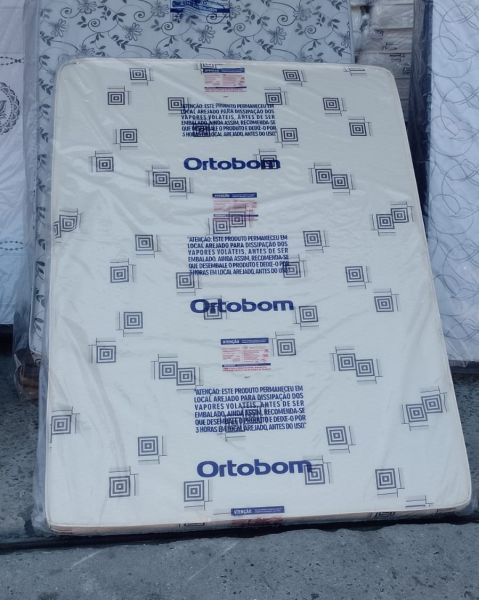 ATENÇÃO
"ATENÇÃO: ESTE PRODUTO PERMANECEU EM
LOCAL AREJADO PARA DISSIPAÇÃO DOS
VAPORES VOLÁTEIS, ANTES DE SER
EMBALADO. AINDA ASSIM, RECOMENDA-SE
QUE DESEMBALE O PRODUTO E DEIXE-O POR
3 HORAS EM LOCAL AREJADO, ANTES DO USO."
Ortobom
ATENÇÃO
"ATENÇÃO: ESTE PRODUTO PERMANECEU EM
LOCAL AREJADO PARA DISSIPAÇÃO DOS
VAPORES VOLÁTEIS, ANTES DE SER
EMBALADO. AINDA ASSIM, RECOMENDA-SE
QUE DESEMBALE O PRODUTO E DEIXE-O POR
3 HORAS EM LOCAL AREJADO, ANTES DO USO."
Ortobom
ATENÇÃO
"ATENÇÃO: ESTE PRODUTO PERMANECEU EM
LOCAL AREJADO PARA DISSIPAÇÃO DOS
VAPORES VOLÁTEIS, ANTES DE SER
EMBALADO. AINDA ASSIM, RECOMENDA-SE
QUE DESEMBALE O PRODUTO E DEIXE-O POR
3 HORAS EM LOCAL AREJADO, ANTES DO USO."
Ortobom
ATENÇÃO